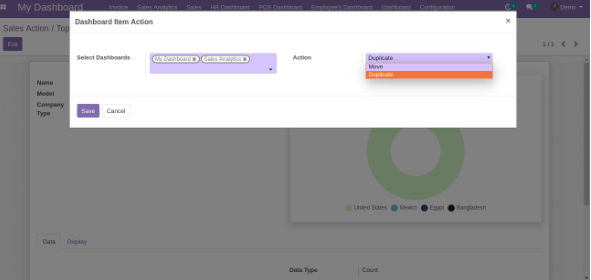 My Dashboard Invoice Sales Analytics Sales HR Dashboard POS Dashboard Employee's Dashboard Dashboard Configuration Demo
Sales Action / Top
Dashboard Item Action ×
1 / 1
Select Dashboards My Dashboard × Sales Analytics × Action Duplicate
Move
Duplicate
Name
Model
Company
Type
Save Cancel
United States Mexico Egypt Bangladesh
Data Display
Data Type Count